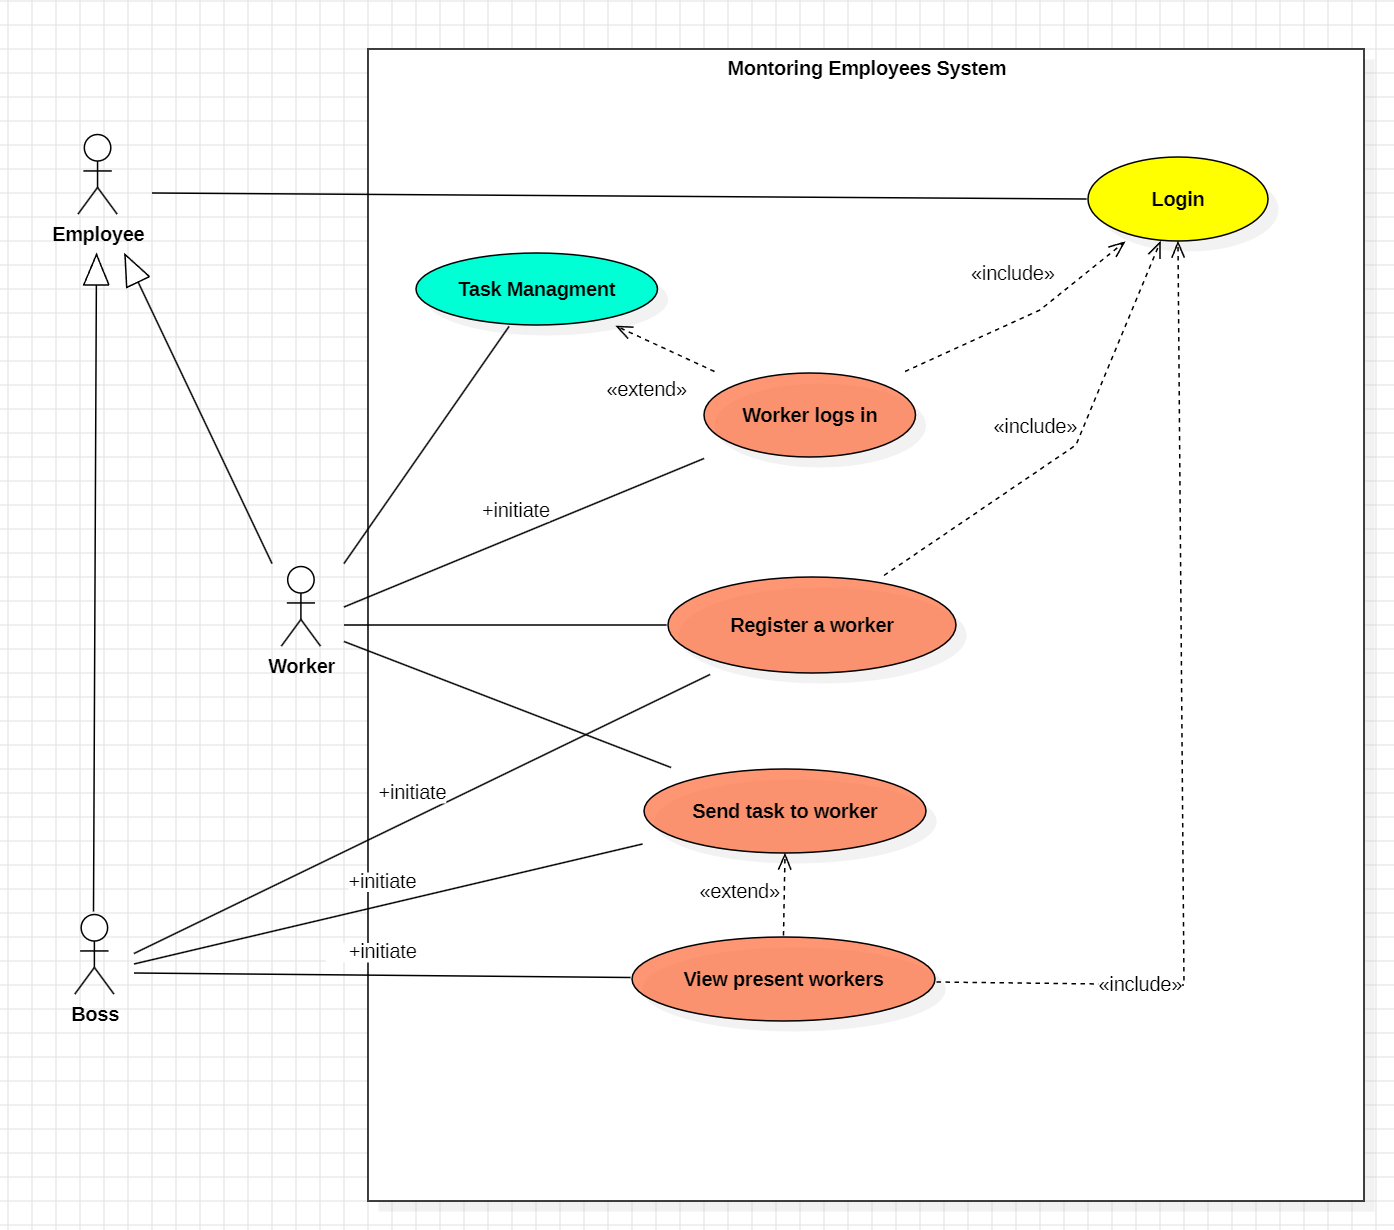 Montoring Employees System
Login
Employee
«include»
Task Managment
«extend»
Worker logs in
«include»
+initiate
Register a worker
Worker
+initiate
Send task to worker
+initiate
«extend»
+initiate
View present workers
«include»
Boss